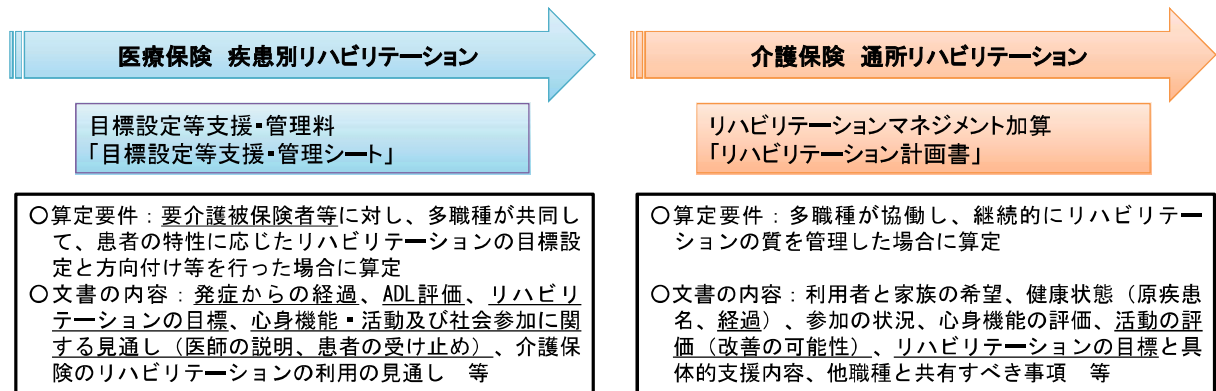 医療保険 疾患別リハビリテーション
目標設定等支援・管理料
「目標設定等支援・管理シート」
○算定要件：要介護被保険者等に対し、多職種が共同し
て、患者の特性に応じたリハビリテーションの目標設
定と方向付け等を行った場合に算定
○文書の内容：発症からの経過、ADL評価、リハビリ
テーションの目標、心身機能・活動及び社会参加に関
する見通し（医師の説明、患者の受け止め）、介護保
険のリハビリテーションの利用の見通し 等
介護保険 通所リハビリテーション
リハビリテーションマネジメント加算
「リハビリテーション計画書」
○算定要件：多職種が協働し、継続的にリハビリテー
ションの質を管理した場合に算定
○文書の内容：利用者と家族の希望、健康状態（原疾患
名、経過）、参加の状況、心身機能の評価、活動の評
価（改善の可能性）、リハビリテーションの目標と具
体的支援内容、他職種と共有すべき事項 等